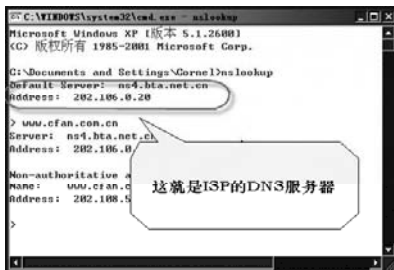 C:\WINDOWS\system32\cmd.exe - nslookup
Microsoft Windows XP [版本 5.1.2600]
(C) 版权所有 1985-2001 Microsoft Corp.
C:\Documents and Settings\Cornel>nslookup
Default Server: ns4.bta.net.cn
Address: 202.106.0.20
> www.cfan.com.cn
Server: ns4.bta.net.cn
Address: 202.106.0.
Non-authoritative a
Name: www.cfan.c
Address: 202.108.5
>
这就是ISP的DNS服务器